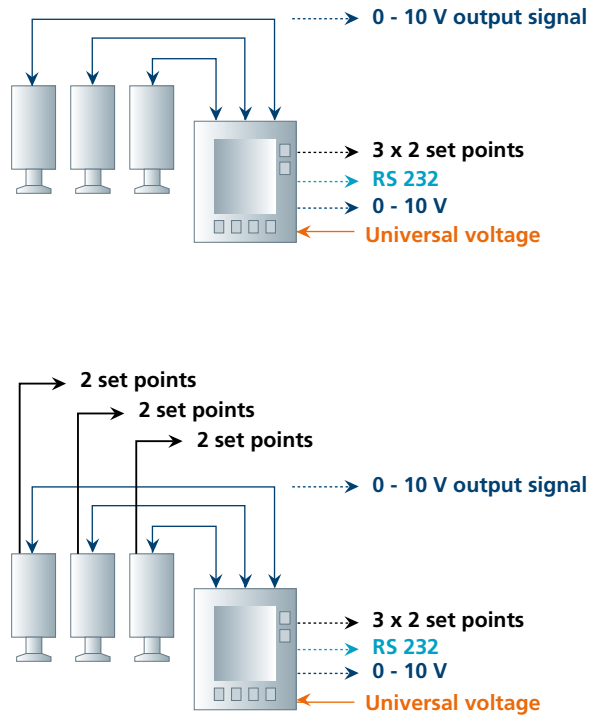 0 - 10 V output signal
3 x 2 set points
RS 232
0 - 10 V
Universal voltage
2 set points
2 set points
2 set points
0 - 10 V output signal
3 x 2 set points
RS 232
0 - 10 V
Universal voltage